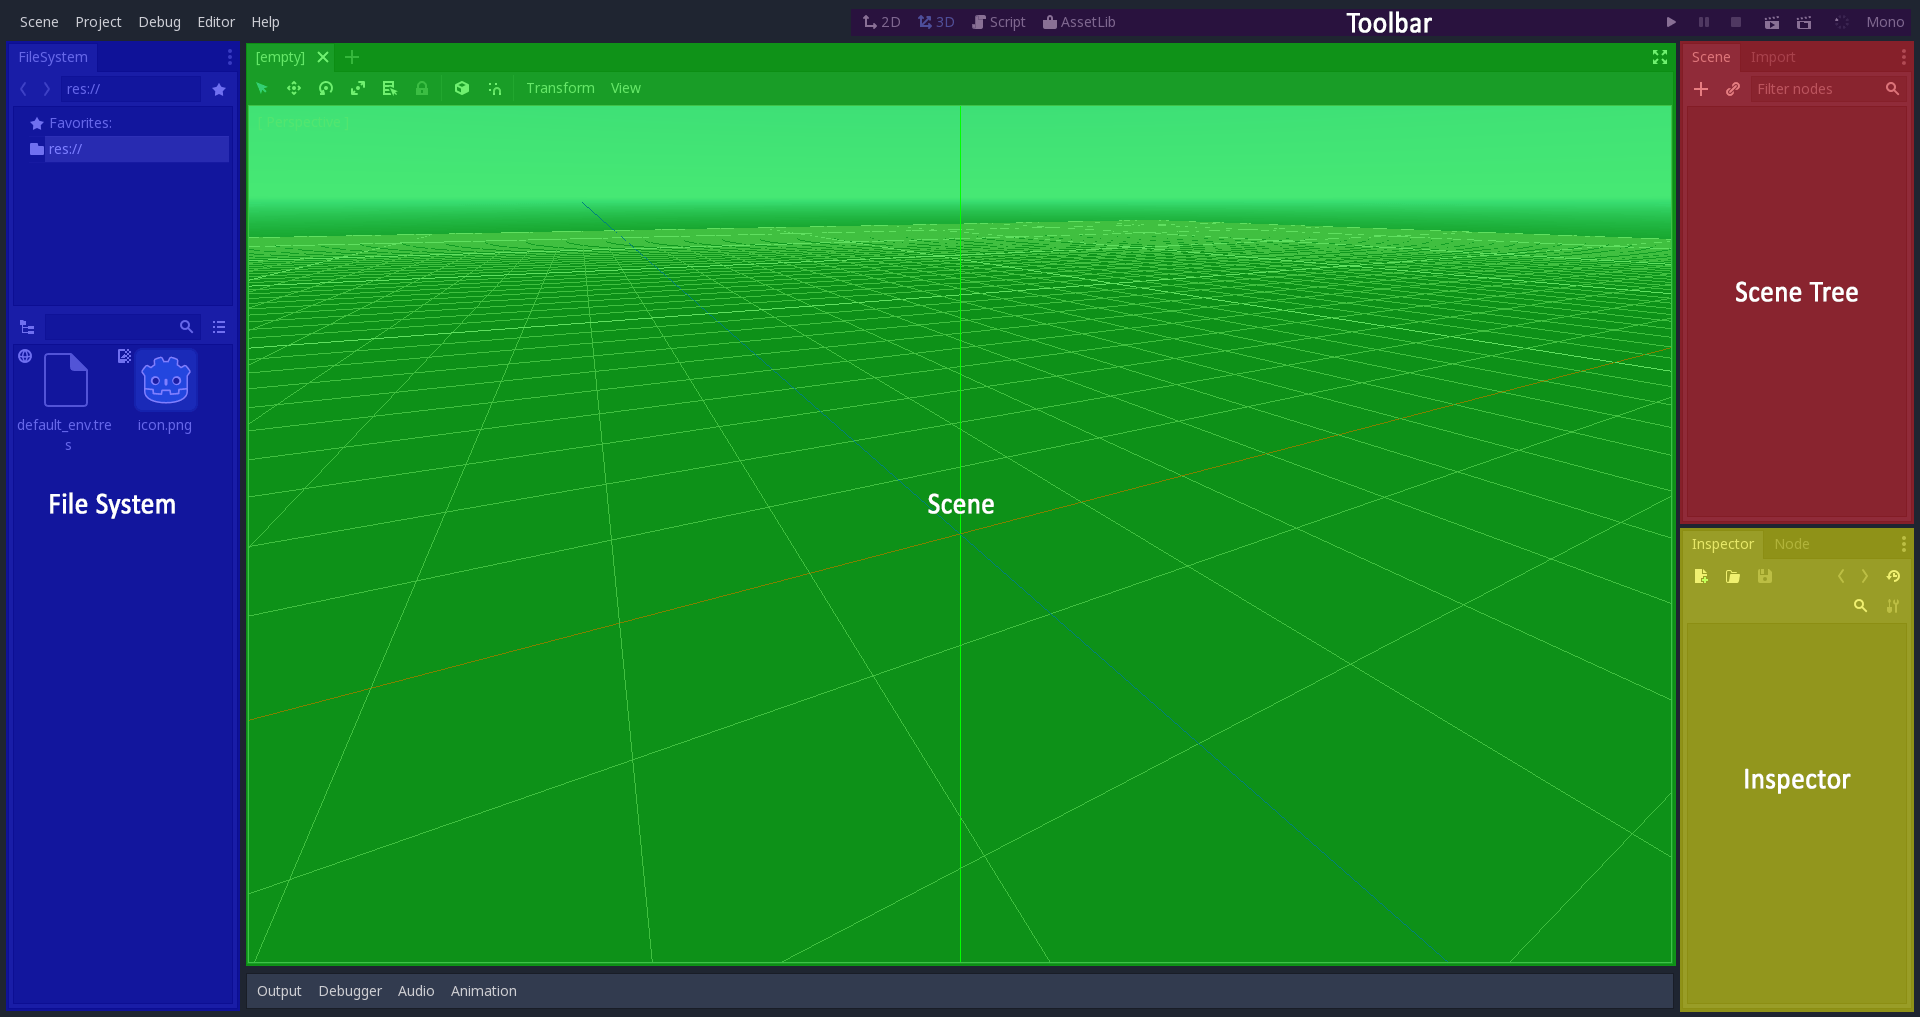 Scene Project Debug Editor Help
2D 3D Script AssetLib
Toolbar
Mono
FileSystem
res://
Favorites:
res://
default_env.tre
s
icon.png
File System
[empty]
Transform View
[ Perspective ]
Scene
Scene Import
Filter nodes
Scene Tree
Inspector Node
Inspector
Output Debugger Audio Animation